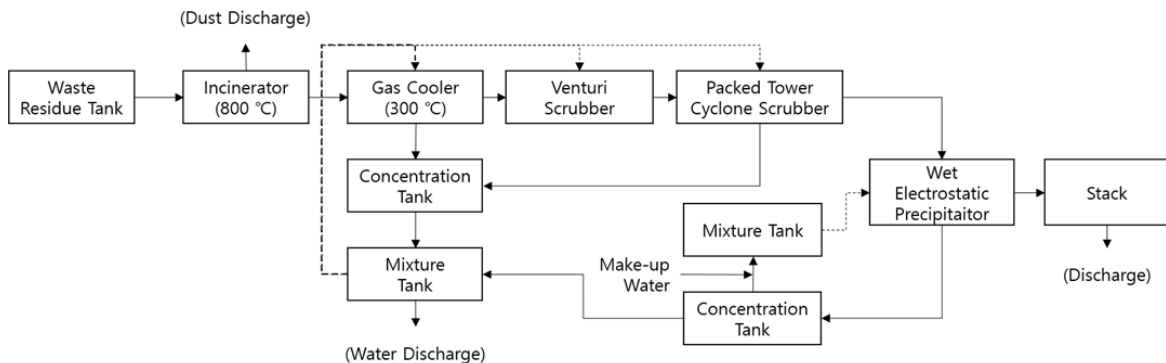 (Dust Discharge)
Waste
Residue Tank
Incinerator
(800 ℃)
Gas Cooler
(300 ℃)
Venturi
Scrubber
Packed Tower
Cyclone Scrubber
Concentration
Tank
Wet
Electrostatic
Precipitaitor
Stack
Mixture Tank
Mixture
Tank
Make-up
Water
Concentration
Tank
(Discharge)
(Water Discharge)